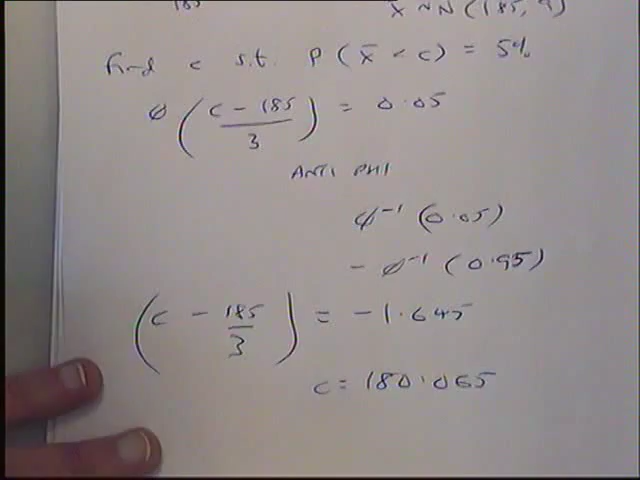 185
X̄ ~ N (185, 9)
Find c s.t. P ( X̄ < c ) = 5%
ø ( c - 185 / 3 ) = 0.05
ANTI PHI
ø⁻¹ (0.05)
- ø⁻¹ (0.95)
( c - 185/3 ) = -1.645
c = 180.065